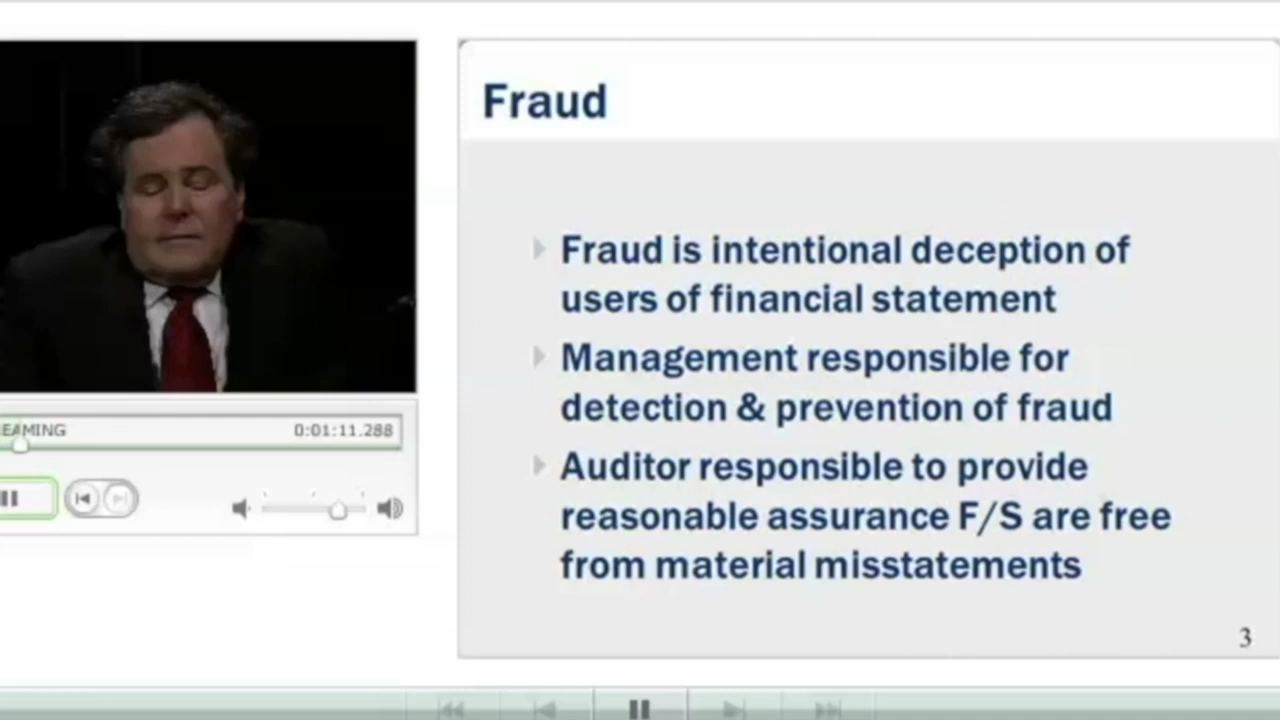 Fraud
Fraud is intentional deception of
users of financial statement
Management responsible for
detection & prevention of fraud
Auditor responsible to provide
reasonable assurance F/S are free
from material misstatements
3
EAMING 0:01:11.288